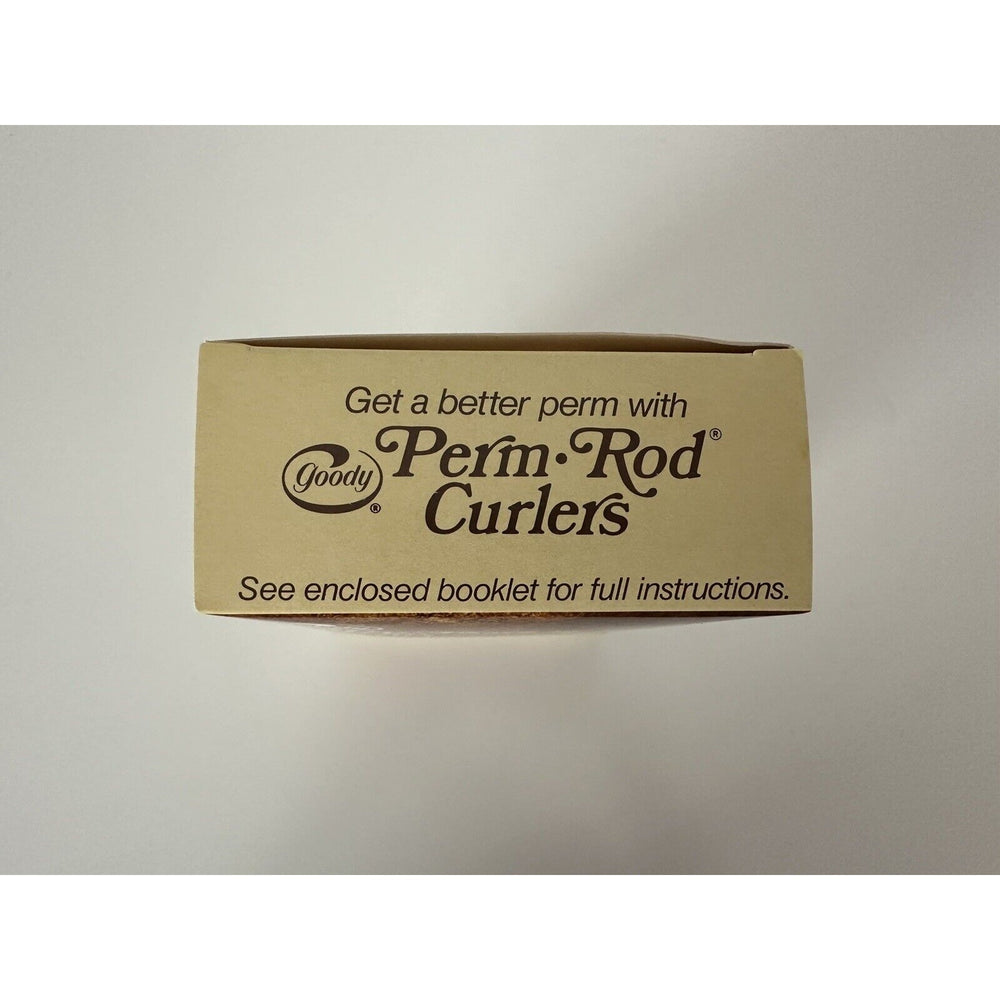 Get a better perm with
goody® Perm·Rod®
Curlers
See enclosed booklet for full instructions.